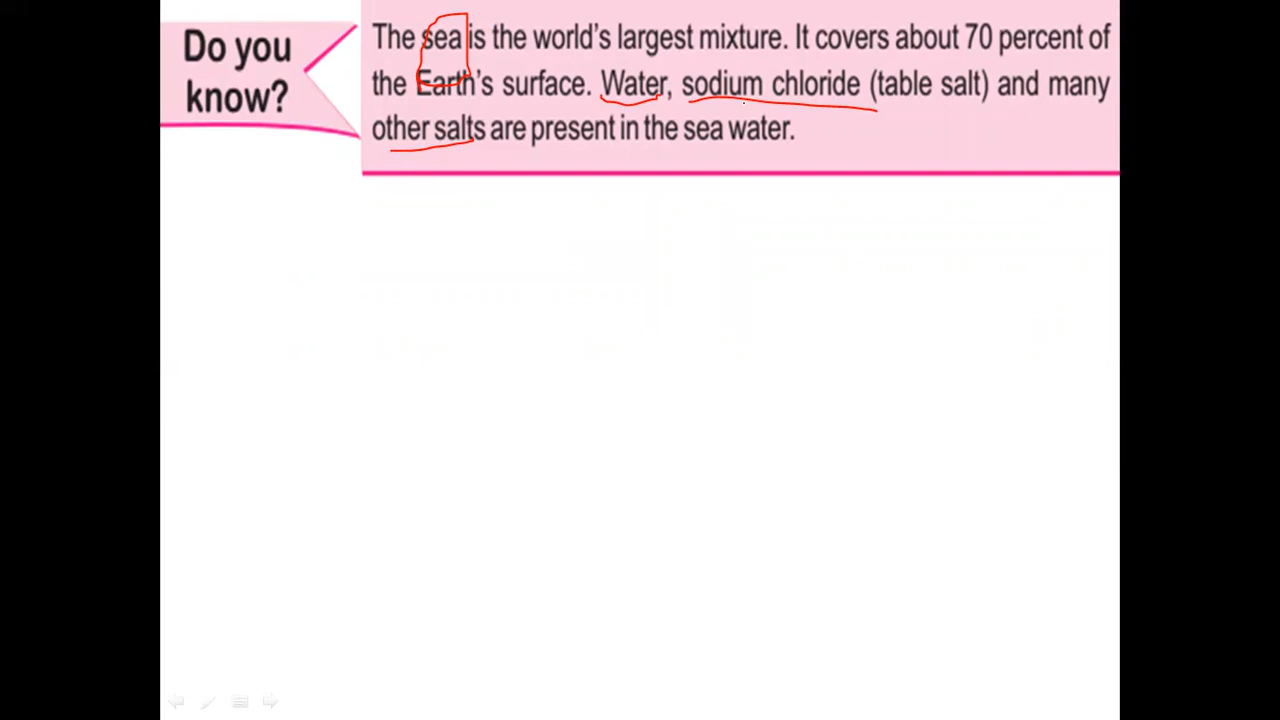 Do you
know?
The sea is the world's largest mixture. It covers about 70 percent of
the Earth's surface. Water, sodium chloride (table salt) and many
other salts are present in the sea water.